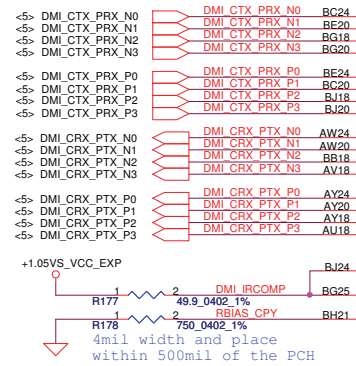 <5> DMI_CTX_PRX_N0 DMI_CTX_PRX_N0 BC24
<5> DMI_CTX_PRX_N1 DMI_CTX_PRX_N1 BE20
<5> DMI_CTX_PRX_N2 DMI_CTX_PRX_N2 BG18
<5> DMI_CTX_PRX_N3 DMI_CTX_PRX_N3 BG20
<5> DMI_CTX_PRX_P0 DMI_CTX_PRX_P0 BE24
<5> DMI_CTX_PRX_P1 DMI_CTX_PRX_P1 BC20
<5> DMI_CTX_PRX_P2 DMI_CTX_PRX_P2 BJ18
<5> DMI_CTX_PRX_P3 DMI_CTX_PRX_P3 BJ20
<5> DMI_CRX_PTX_N0 DMI_CRX_PTX_N0 AW24
<5> DMI_CRX_PTX_N1 DMI_CRX_PTX_N1 AW20
<5> DMI_CRX_PTX_N2 DMI_CRX_PTX_N2 BB18
<5> DMI_CRX_PTX_N3 DMI_CRX_PTX_N3 AV18
<5> DMI_CRX_PTX_P0 DMI_CRX_PTX_P0 AY24
<5> DMI_CRX_PTX_P1 DMI_CRX_PTX_P1 AY20
<5> DMI_CRX_PTX_P2 DMI_CRX_PTX_P2 AY18
<5> DMI_CRX_PTX_P3 DMI_CRX_PTX_P3 AU18
+1.05VS_VCC_EXP
BJ24
1 2 DMI_IRCOMP BG25
R177 49.9_0402_1%
1 2 RBIAS_CPY BH21
R178 750_0402_1%
4mil width and place
within 500mil of the PCH